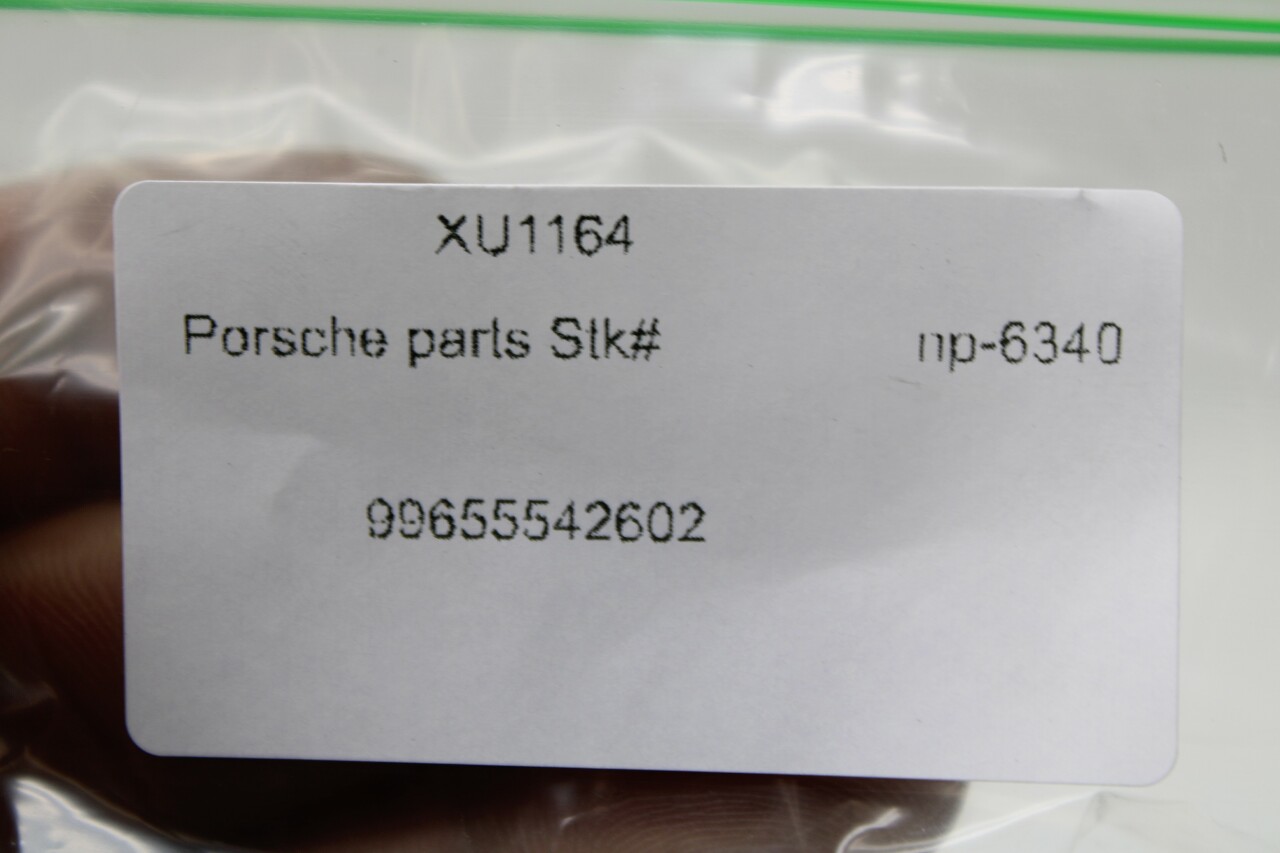 XU1164
Porsche parts Stk# np-6340
99655542602